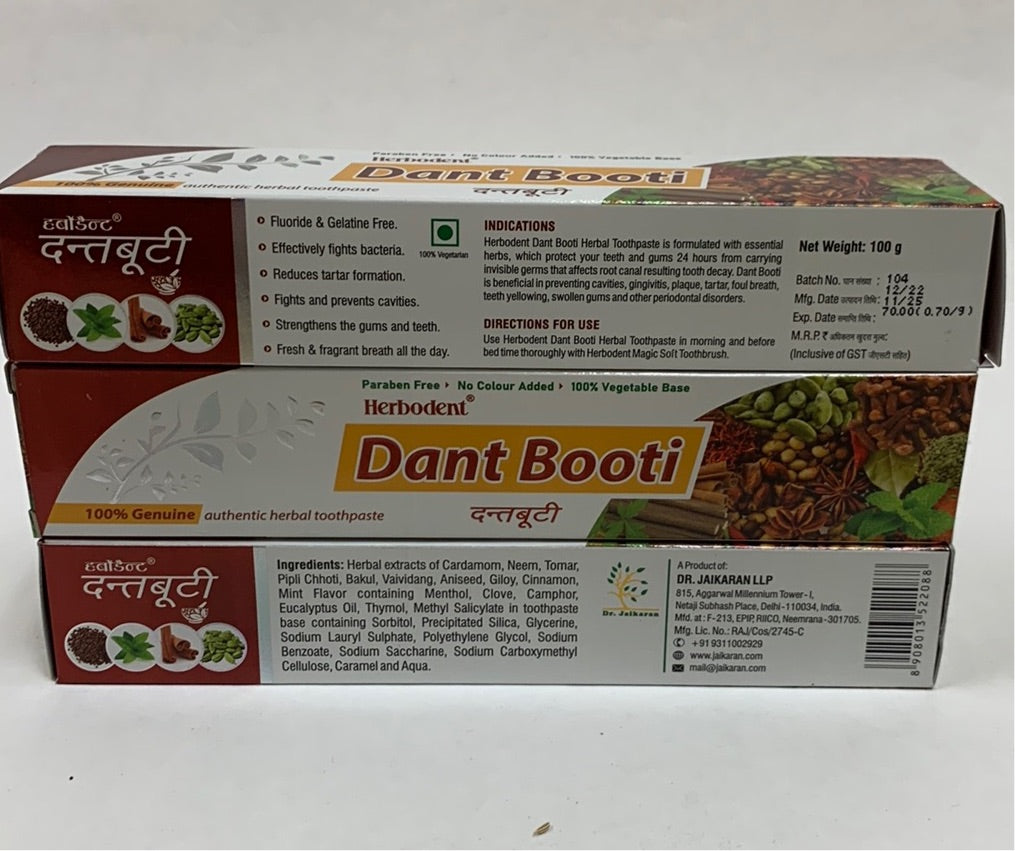 Paraben Free • No Colour Added • 100% Vegetable Base
Herbodent®
Dant Booti
दन्तबूटी
100% Genuine authentic herbal toothpaste
हर्बोडैन्ट®
दन्तबूटी
Fluoride & Gelatine Free.
Effectively fights bacteria.
Reduces tartar formation.
Fights and prevents cavities.
Strengthens the gums and teeth.
Fresh & fragrant breath all the day.
100% Vegetarian
INDICATIONS
Herbodent Dant Booti Herbal Toothpaste is formulated with essential
herbs, which protect your teeth and gums 24 hours from carrying
invisible germs that affects root canal resulting tooth decay. Dant Booti
is beneficial in preventing cavities, gingivitis, plaque, tartar, foul breath,
teeth yellowing, swollen gums and other periodontal disorders.
DIRECTIONS FOR USE
Use Herbodent Dant Booti Herbal Toothpaste in morning and before
bed time thoroughly with Herbodent Magic Soft Toothbrush.
Net Weight: 100 g
Batch No. घान संख्या : 104
12/22
Mfg. Date उत्पादन तिथि: 11/25
Exp. Date समाप्ति तिथि: 70.00(0.70/9)
M.R.P. ₹ अधिकतम खुदरा मूल्य:
(Inclusive of GST जीएसटी सहित)
Paraben Free ‣ No Colour Added ‣ 100% Vegetable Base
Herbodent®
Dant Booti
दन्तबूटी
100% Genuine authentic herbal toothpaste
हर्बोडैन्ट®
दन्तबूटी
Ingredients: Herbal extracts of Cardamom, Neem, Tomar,
Pipli Chhoti, Bakul, Vaividang, Aniseed, Giloy, Cinnamon,
Mint Flavor containing Menthol, Clove, Camphor,
Eucalyptus Oil, Thymol, Methyl Salicylate in toothpaste
base containing Sorbitol, Precipitated Silica, Glycerine,
Sodium Lauryl Sulphate, Polyethylene Glycol, Sodium
Benzoate, Sodium Saccharine, Sodium Carboxymethyl
Cellulose, Caramel and Aqua.
Dr. Jaikaran
A Product of:
DR. JAIKARAN LLP
815, Aggarwal Millennium Tower - I,
Netaji Subhash Place, Delhi-110034, India.
Mfd. at : F-213, EPIP, RIICO, Neemrana-301705.
Mfg. Lic. No.: RAJ/Cos/2745-C
+919311002929
www.jaikaran.com
mail@jaikaran.com
8 908013 522088